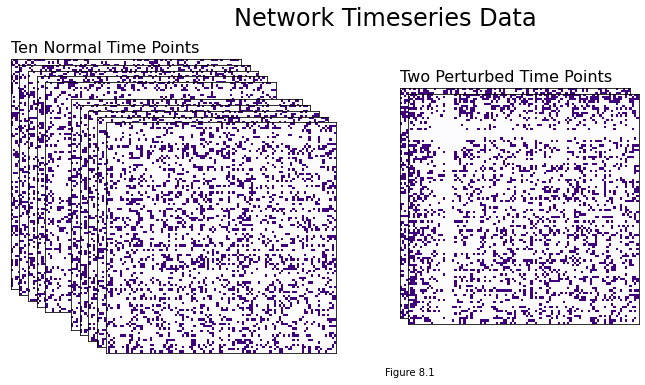 Network Timeseries Data
Ten Normal Time Points
Two Perturbed Time Points
Figure 8.1